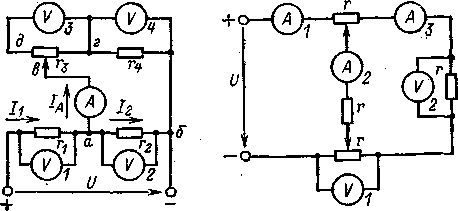 V 3 V 4
д г
r3 r4
в
I1 IA A I2
r1 а r2 б
V 1 V 2
+ U −
+ A 1 r A 3
A 2
U r V 2 r
− r
V 1